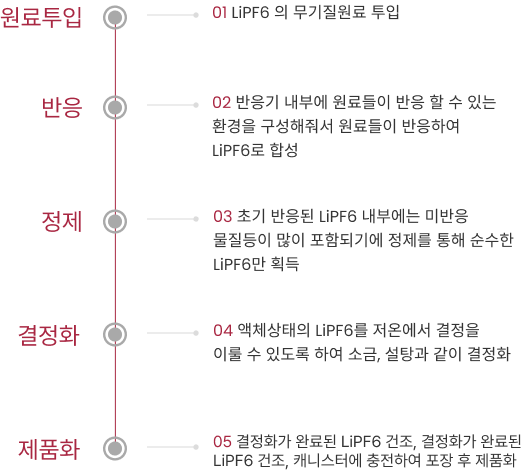 원료투입
01 LiPF6 의 무기질원료 투입
반응
02 반응기 내부에 원료들이 반응 할 수 있는
환경을 구성해줘서 원료들이 반응하여
LiPF6로 합성
정제
03 초기 반응된 LiPF6 내부에는 미반응
물질등이 많이 포함되기에 정제를 통해 순수한
LiPF6만 획득
결정화
04 액체상태의 LiPF6를 저온에서 결정을
이룰 수 있도록 하여 소금, 설탕과 같이 결정화
제품화
05 결정화가 완료된 LiPF6 건조, 결정화가 완료된
LiPF6 건조, 캐니스터에 충전하여 포장 후 제품화